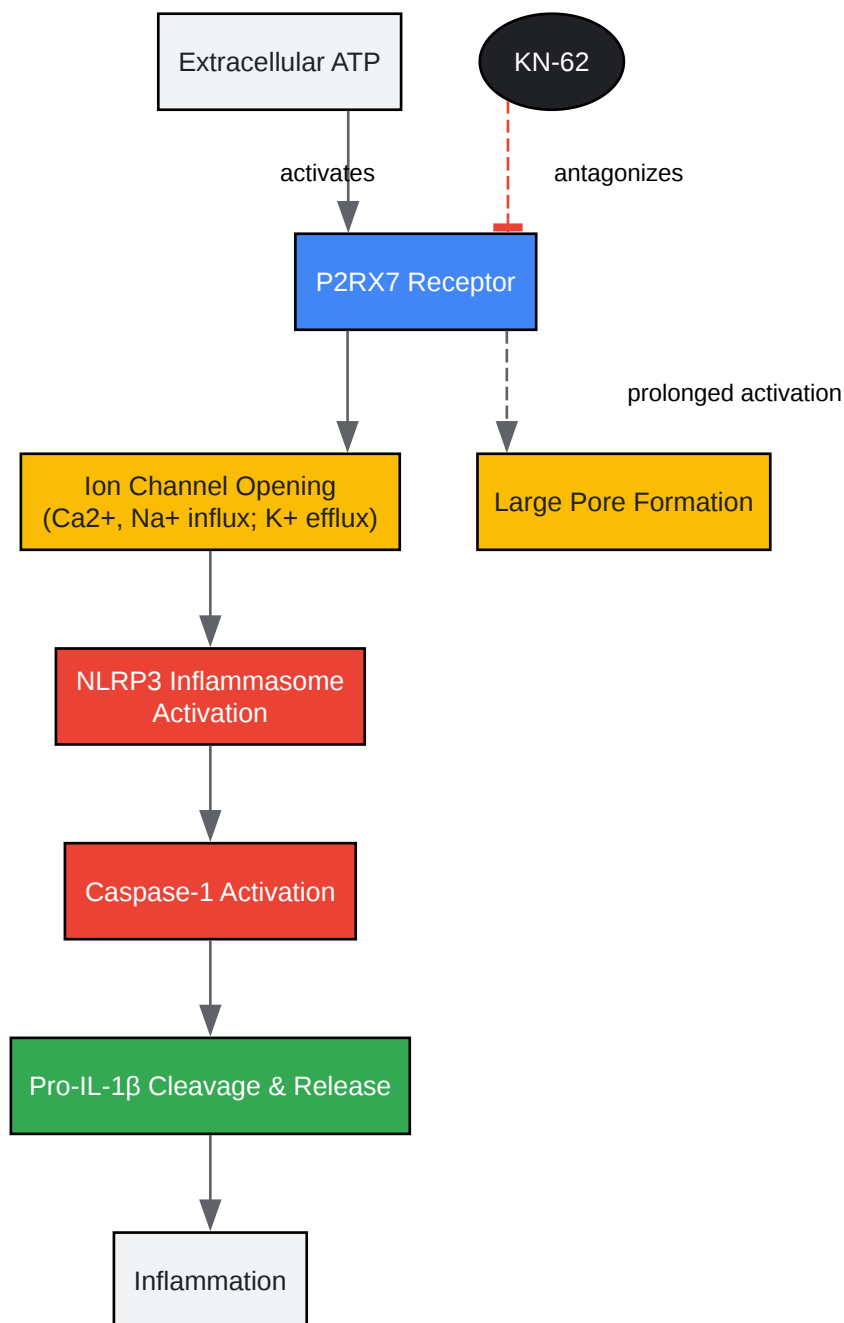 Extracellular ATP
KN-62
activates
antagonizes
P2RX7 Receptor
prolonged activation
Ion Channel Opening
(Ca2+, Na+ influx; K+ efflux)
Large Pore Formation
NLRP3 Inflammasome
Activation
Caspase-1 Activation
Pro-IL-1β Cleavage & Release
Inflammation